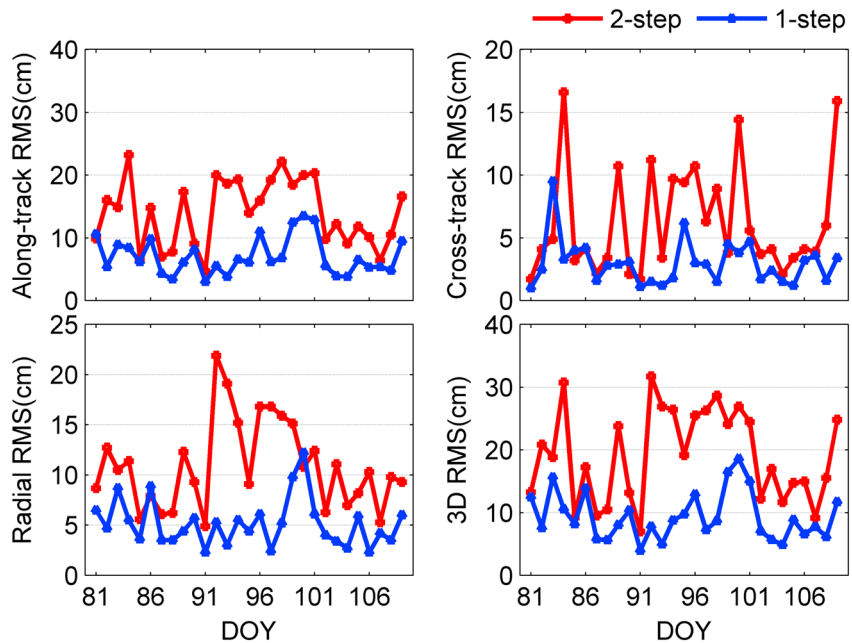 2-step 1-step
Along-track RMS(cm)
40
30
20
10
0
Cross-track RMS(cm)
20
15
10
5
0
Radial RMS(cm)
25
20
15
10
5
0
81 86 91 96 101 106
DOY
3D RMS(cm)
40
30
20
10
0
81 86 91 96 101 106
DOY